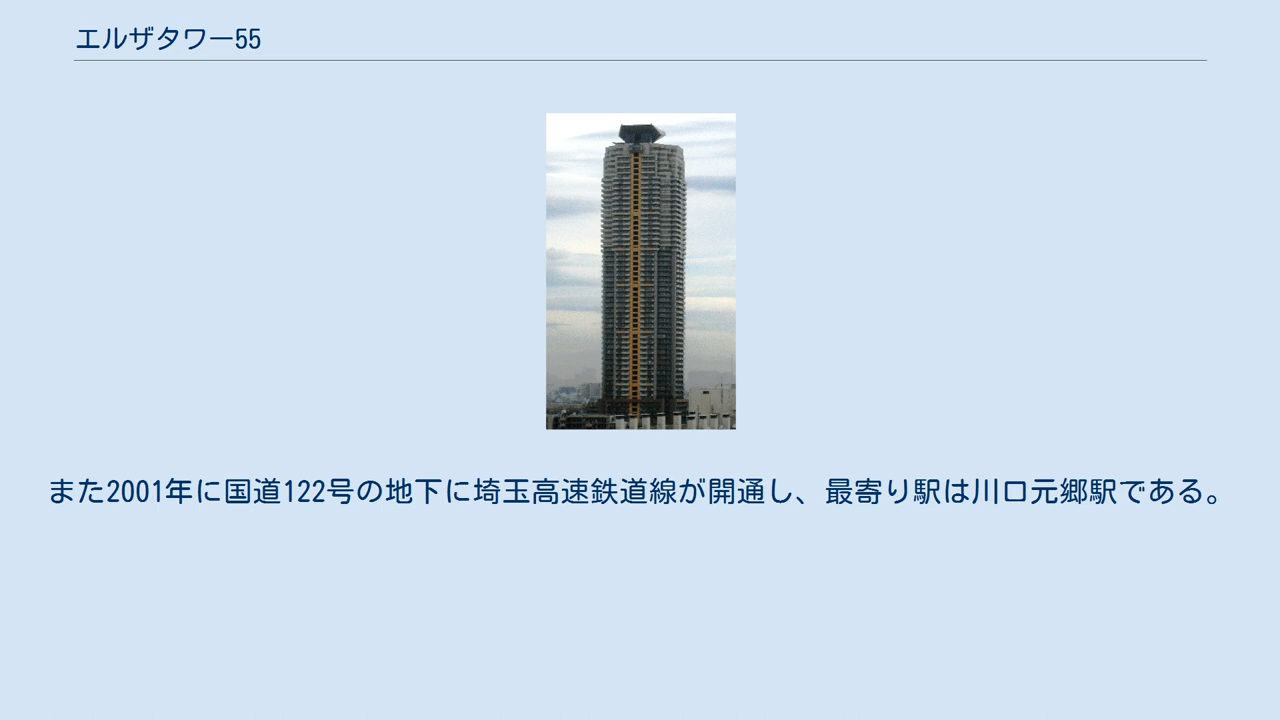 エルザタワー55
また2001年に国道122号の地下に埼玉高速鉄道線が開通し、最寄り駅は川口元郷駅である。